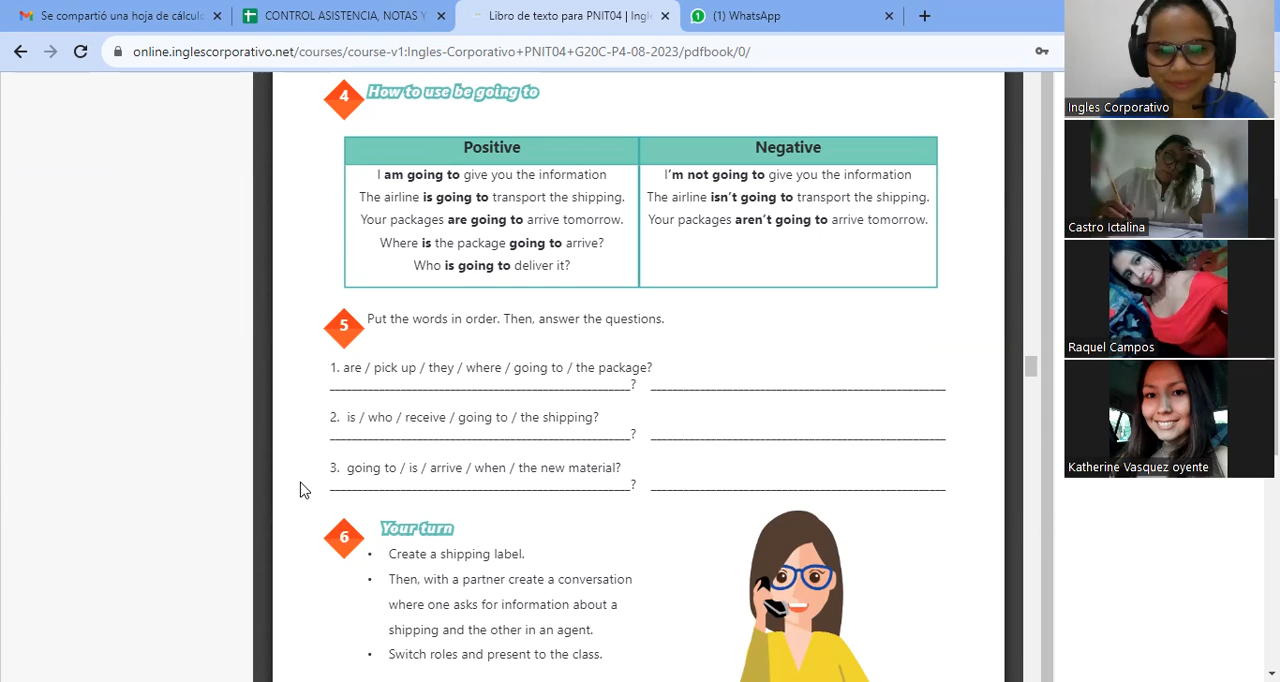 Se compartió una hoja de cálcul
CONTROL ASISTENCIA, NOTAS Y
Libro de texto para PNIT04 | Ingl
(1) WhatsApp
online.inglescorporativo.net/courses/course-v1:Ingles-Corporativo+PNIT04+G20C-P4-08-2023/pdfbook/0/
4 How to use be going to
Positive
Negative
I am going to give you the information
The airline is going to transport the shipping.
Your packages are going to arrive tomorrow.
Where is the package going to arrive?
Who is going to deliver it?
I'm not going to give you the information
The airline isn't going to transport the shipping.
Your packages aren't going to arrive tomorrow.
5 Put the words in order. Then, answer the questions.
1. are / pick up / they / where / going to / the package?
?
2. is / who / receive / going to / the shipping?
?
3. going to / is / arrive / when / the new material?
?
6 Your turn
• Create a shipping label.
• Then, with a partner create a conversation
where one asks for information about a
shipping and the other in an agent.
• Switch roles and present to the class.
Ingles Corporativo
Castro Ictalina
Raquel Campos
Katherine Vasquez oyente